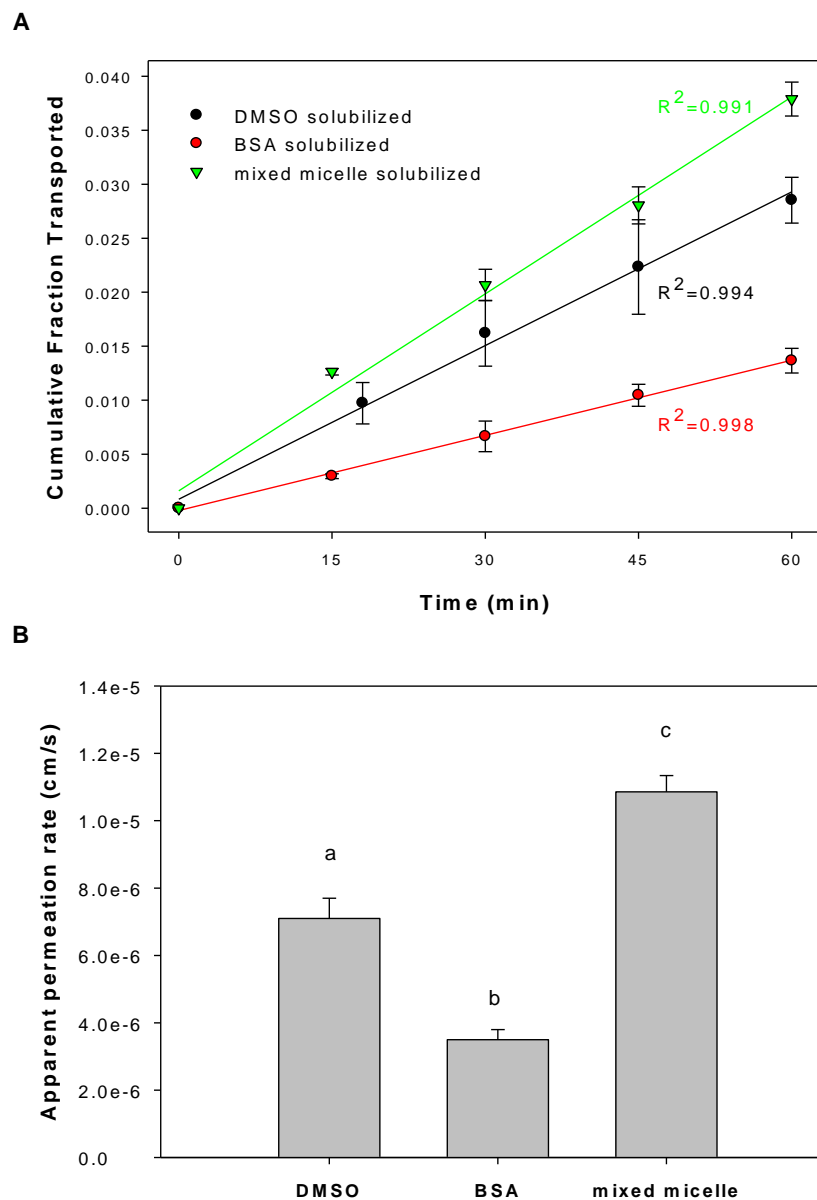 A
Cumulative Fraction Transported
0.040
0.035
0.030
0.025
0.020
0.015
0.010
0.005
0.000
DMSO solubilized
BSA solubilized
mixed micelle solubilized
R2=0.991
R2=0.994
R2=0.998
0 15 30 45 60
Time (min)
B
Apparent permeation rate (cm/s)
1.4e-5
1.2e-5
1.0e-5
8.0e-6
6.0e-6
4.0e-6
2.0e-6
0.0
a
b
c
DMSO BSA mixed micelle